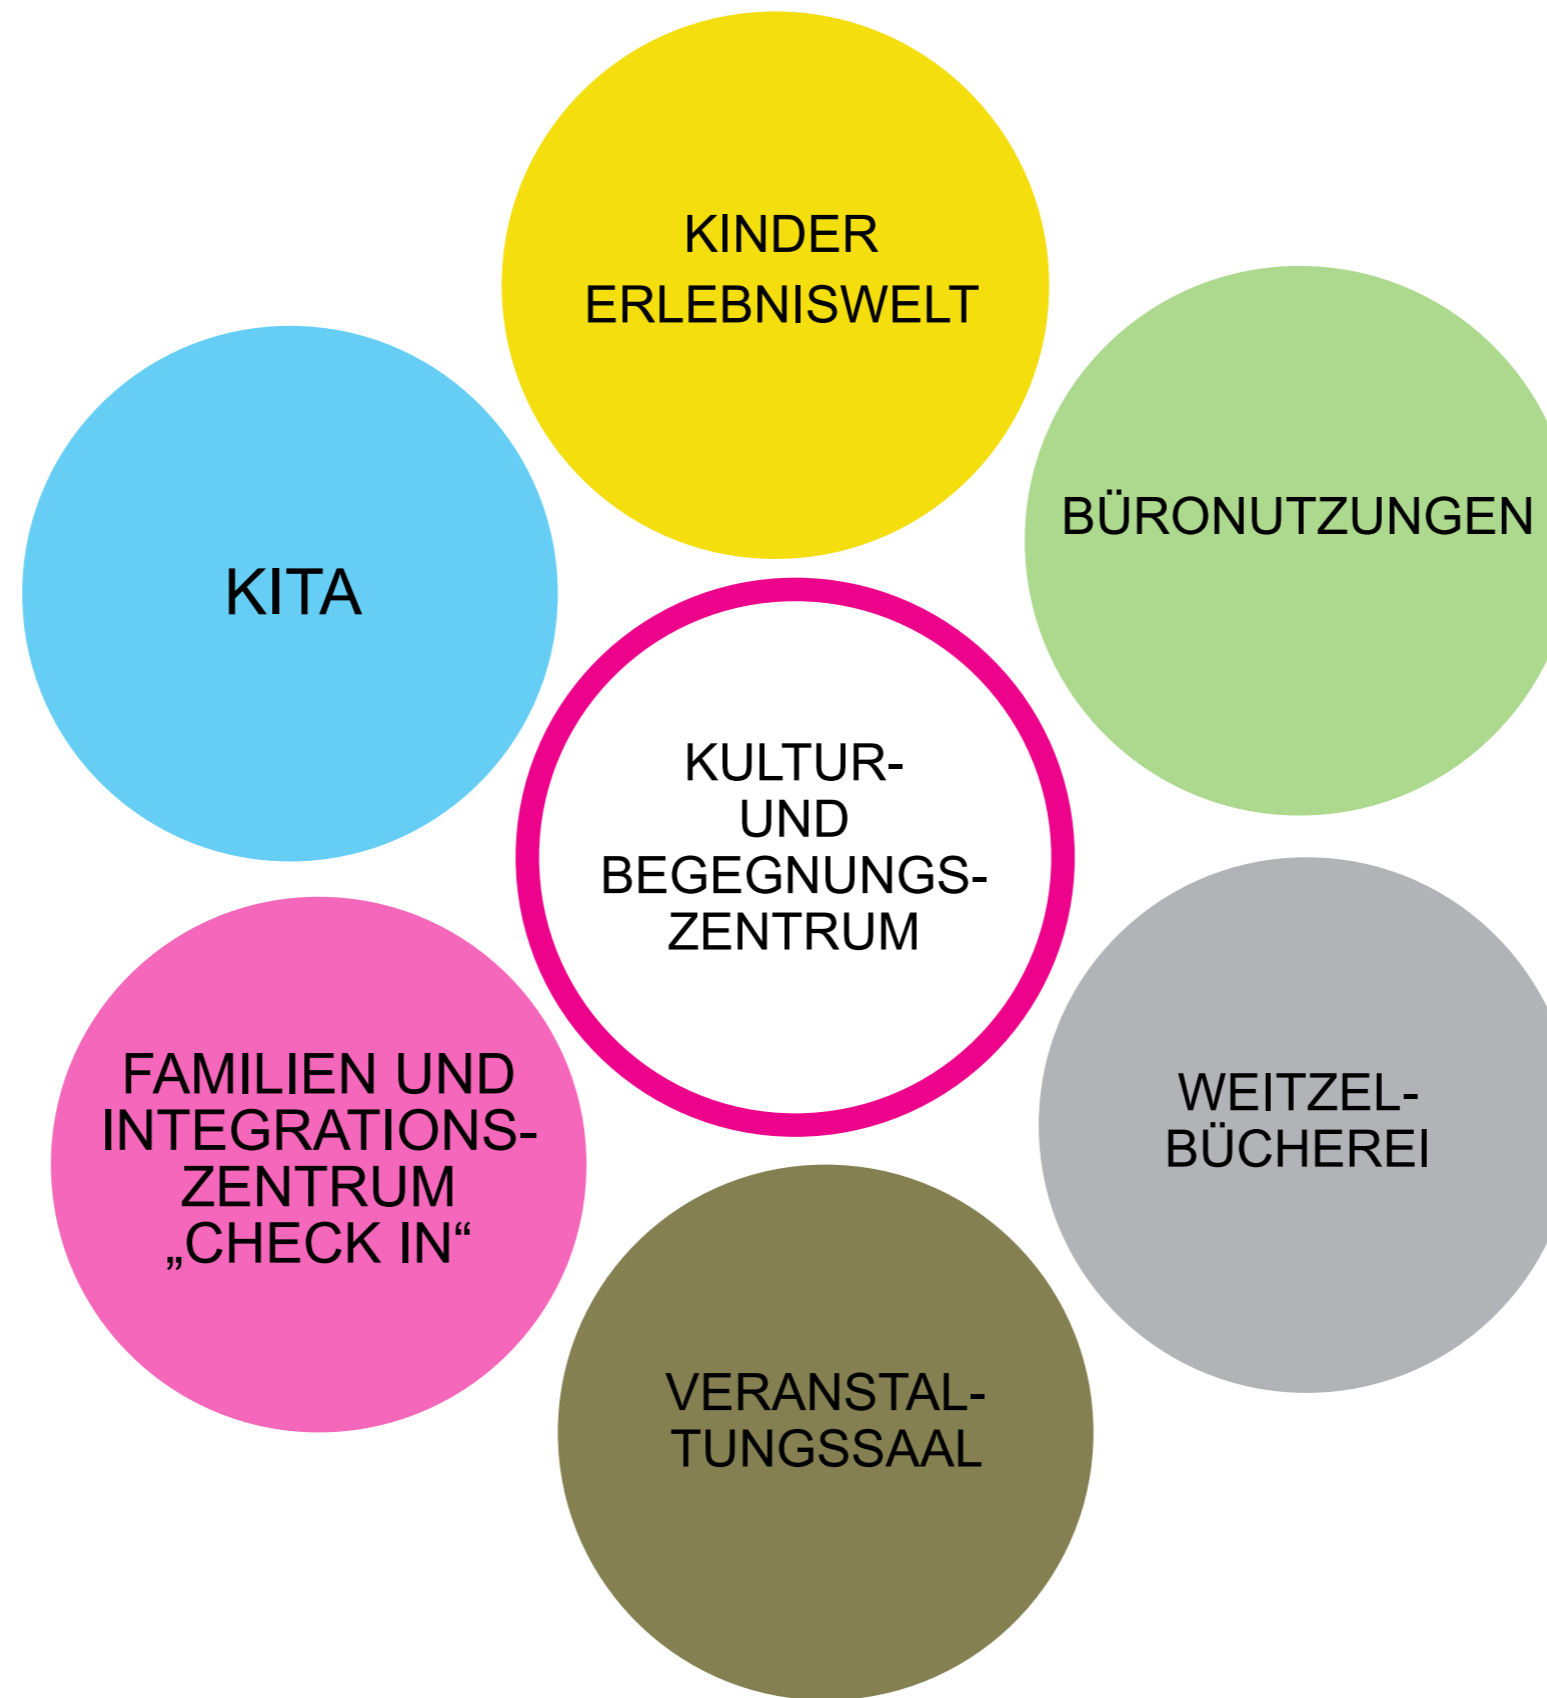 KINDER
ERLEBNISWELT
BÜRONUTZUNGEN
KITA
KULTUR-
UND
BEGEGNUNGS-
ZENTRUM
FAMILIEN UND
INTEGRATIONS-
ZENTRUM
„CHECK IN“
WEITZEL-
BÜCHEREI
VERANSTAL-
TUNGSSAAL